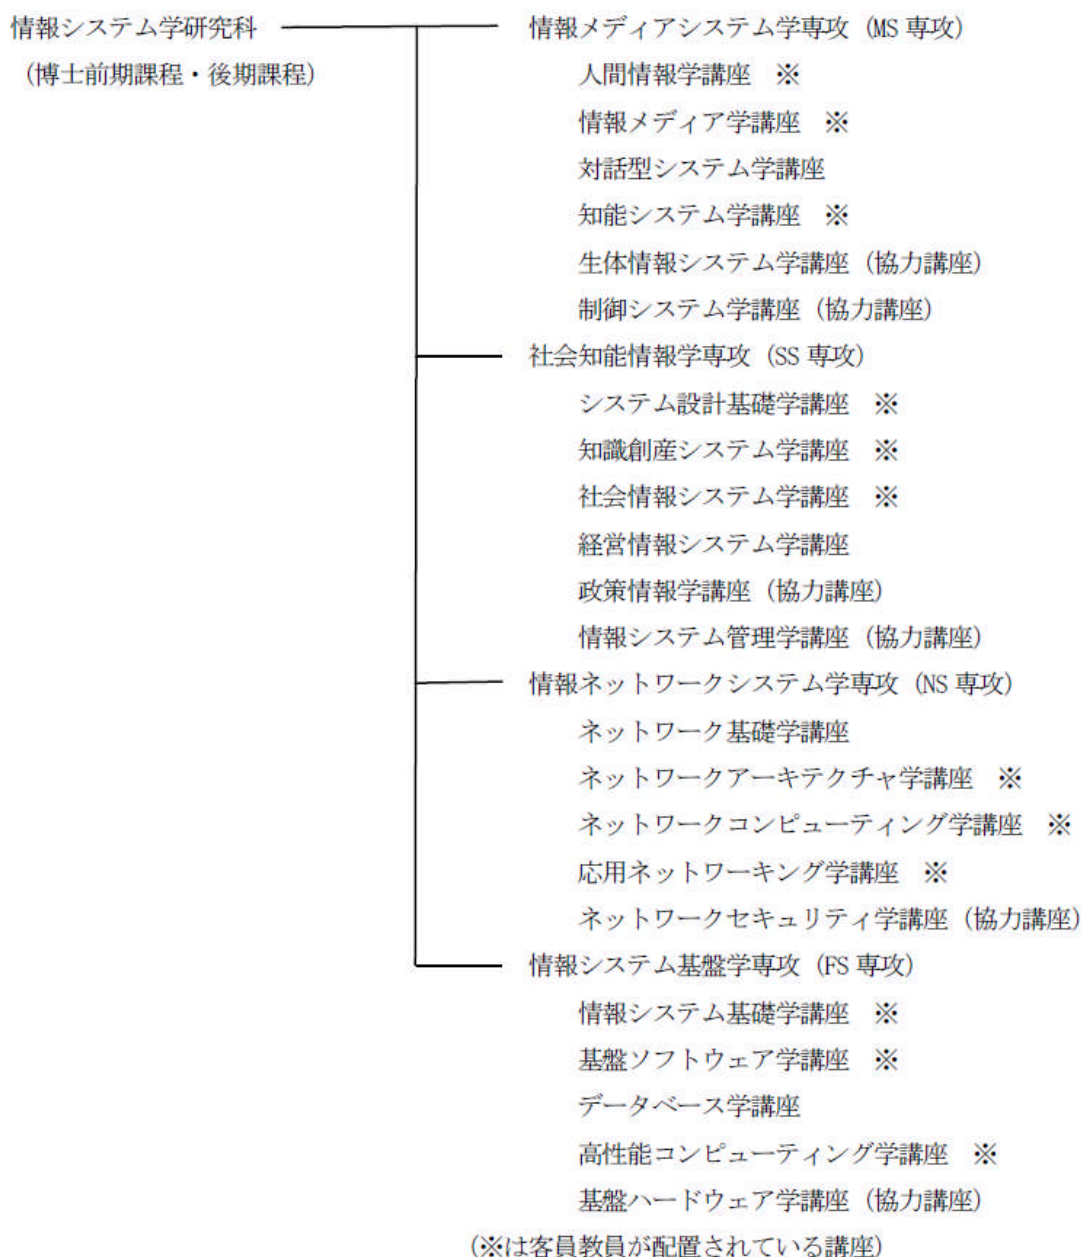 情報システム学研究科
(博士前期課程・後期課程)
情報メディアシステム学専攻 (MS 専攻)
人間情報学講座 ※
情報メディア学講座 ※
対話型システム学講座
知能システム学講座 ※
生体情報システム学講座 (協力講座)
制御システム学講座 (協力講座)
社会知能情報学専攻 (SS 専攻)
システム設計基礎学講座 ※
知識創産システム学講座 ※
社会情報システム学講座 ※
経営情報システム学講座
政策情報学講座 (協力講座)
情報システム管理学講座 (協力講座)
情報ネットワークシステム学専攻 (NS 専攻)
ネットワーク基礎学講座
ネットワークアーキテクチャ学講座 ※
ネットワークコンピューティング学講座 ※
応用ネットワーキング学講座 ※
ネットワークセキュリティ学講座 (協力講座)
情報システム基盤学専攻 (FS 専攻)
情報システム基礎学講座 ※
基盤ソフトウェア学講座 ※
データベース学講座
高性能コンピューティング学講座 ※
基盤ハードウェア学講座 (協力講座)
(※は客員教員が配置されている講座)